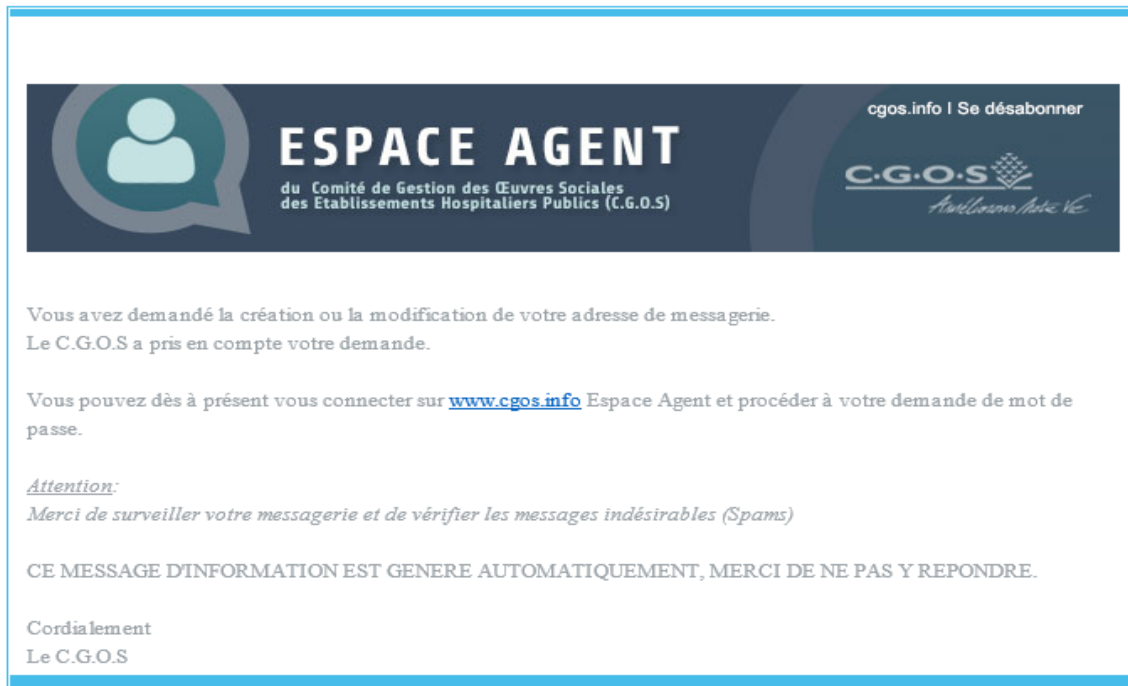 cgos.info I Se désabonner
ESPACE AGENT
du Comité de Gestion des Œuvres Sociales
des Etablissements Hospitaliers Publics (C.G.O.S)
C.G.O.S
Améliorons Notre Vie
Vous avez demandé la création ou la modification de votre adresse de messagerie.
Le C.G.O.S a pris en compte votre demande.
Vous pouvez dès à présent vous connecter sur www.cgos.info Espace Agent et procéder à votre demande de mot de
passe.
Attention:
Merci de surveiller votre messagerie et de vérifier les messages indésirables (Spams)
CE MESSAGE D'INFORMATION EST GENERE AUTOMATIQUEMENT, MERCI DE NE PAS Y REPONDRE.
Cordialement
Le C.G.O.S